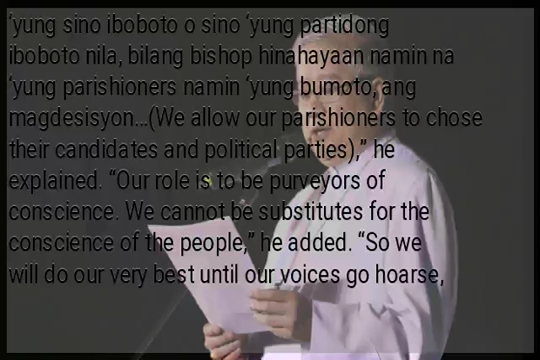 ‘yung sino iboboto o sino ‘yung partidong
iboboto nila, bilang bishop hinahayaan namin na
‘yung parishioners namin ‘yung bumoto, ang
magdesisyon…(We allow our parishioners to chose
their candidates and political parties),” he
explained. “Our role is to be purveyors of
conscience. We cannot be substitutes for the
conscience of the people,” he added. “So we
will do our very best until our voices go hoarse,